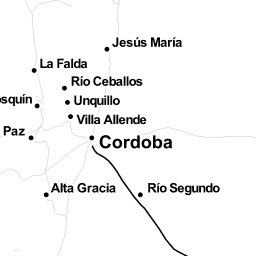 Jesús María
La Falda
Río Ceballos
osquín
Unquillo
Villa Allende
Paz
Cordoba
Alta Gracia
Río Segundo